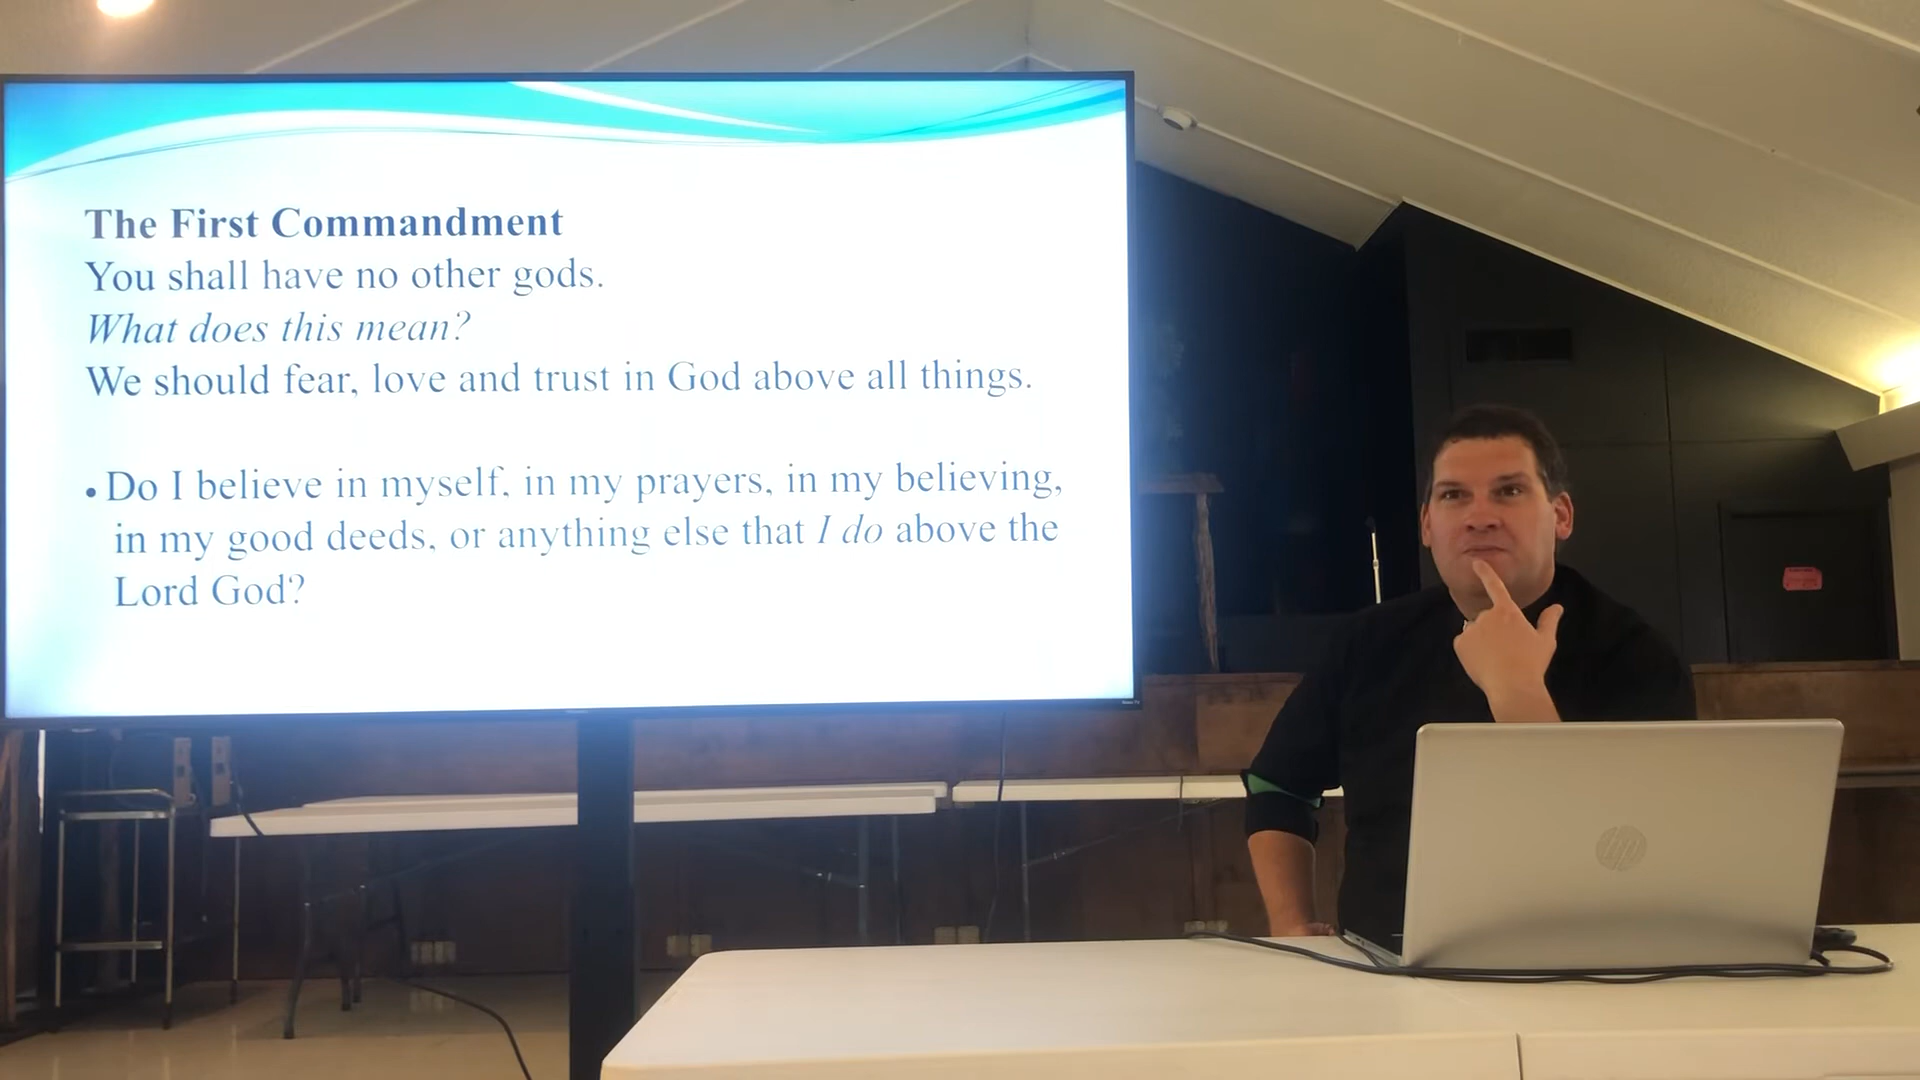 The First Commandment
You shall have no other gods.
What does this mean?
We should fear, love and trust in God above all things.
• Do I believe in myself, in my prayers, in my believing,
in my good deeds, or anything else that I do above the
Lord God?
hp